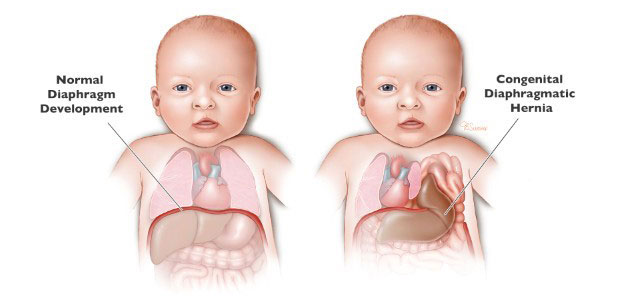 Normal
Diaphragm
Development
Congenital
Diaphragmatic
Hernia